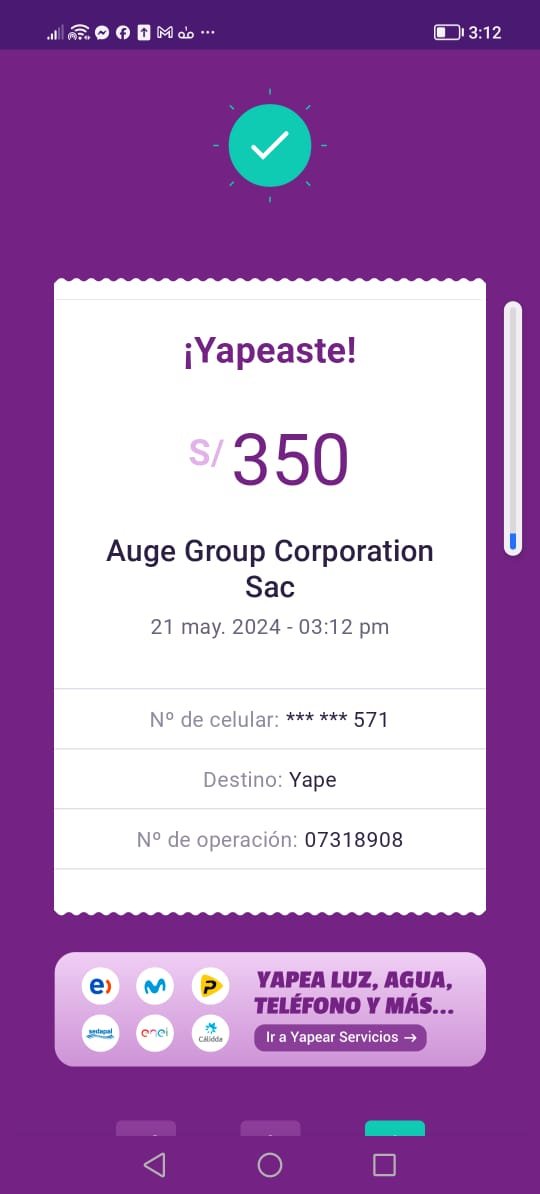 3:12
¡Yapeaste!
S/ 350
Auge Group Corporation
Sac
21 may. 2024 - 03:12 pm
Nº de celular: *** *** 571
Destino: Yape
Nº de operación: 07318908
e)
P
YAPEA LUZ, AGUA,
TELÉFONO Y MÁS...
sedapal
enel
Cálidda
Ir a Yapear Servicios →